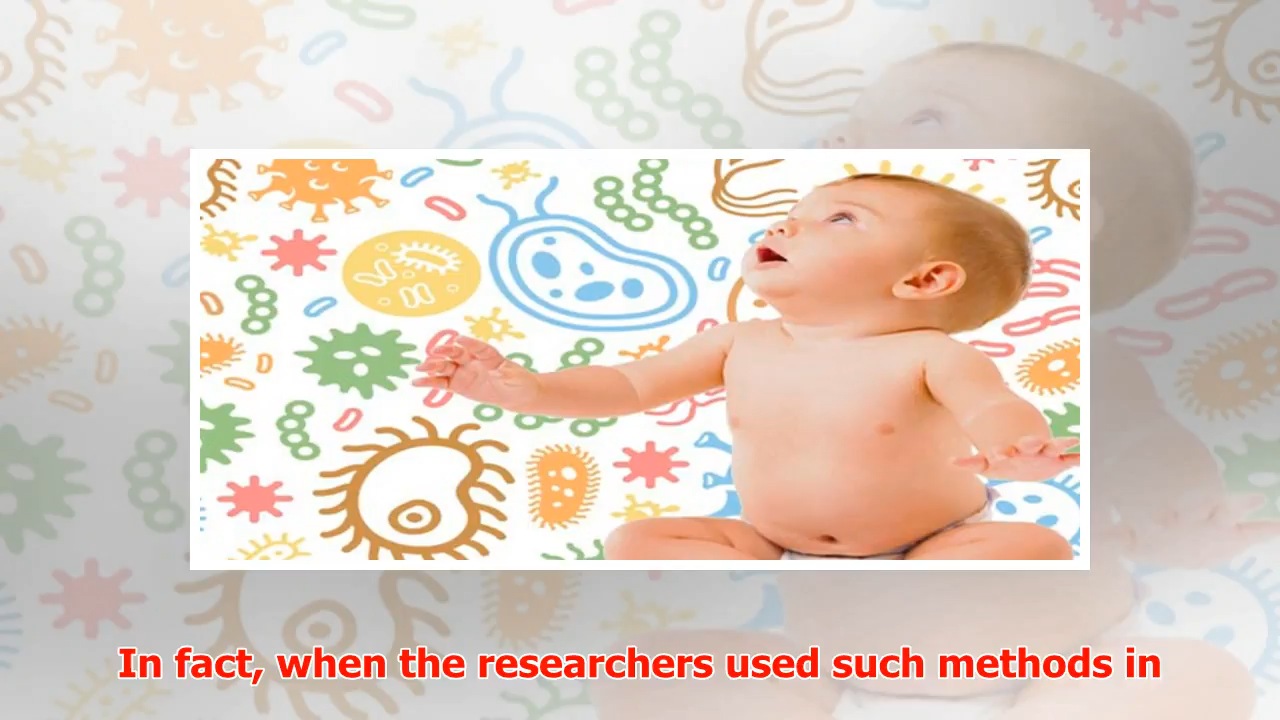 In fact, when the researchers used such methods in